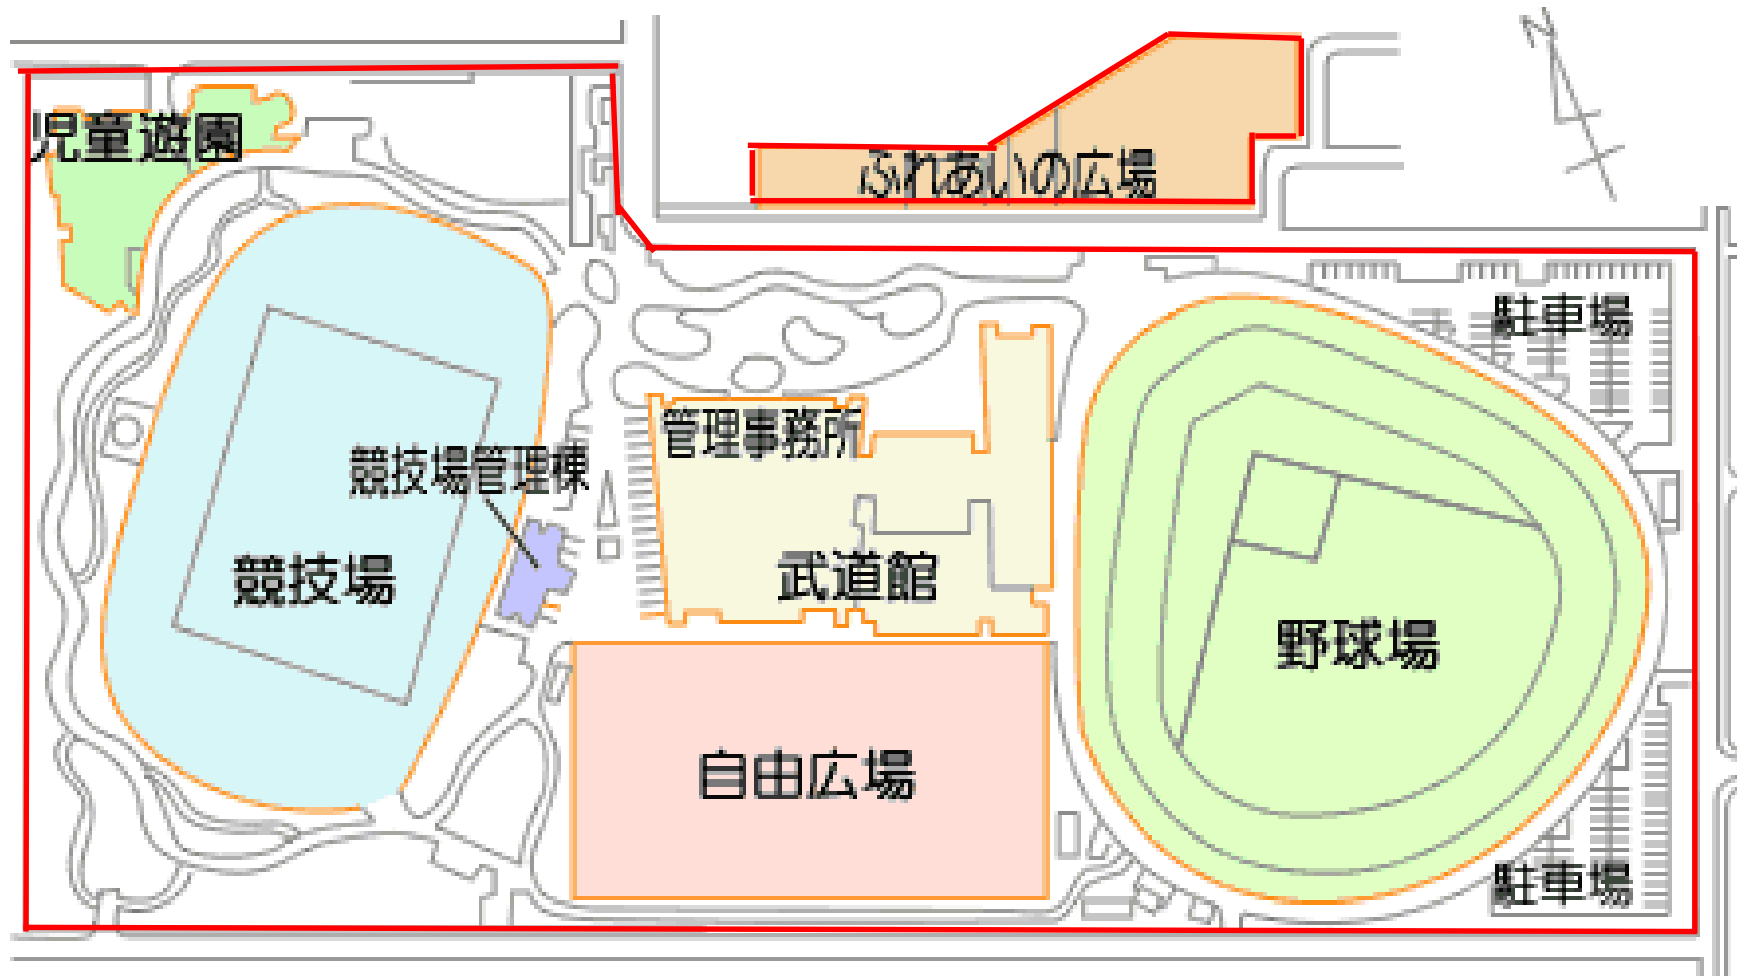 N
児童遊園
ふれあいの広場
駐車場
管理事務所
競技場管理棟
競技場
武道館
野球場
自由広場
駐車場